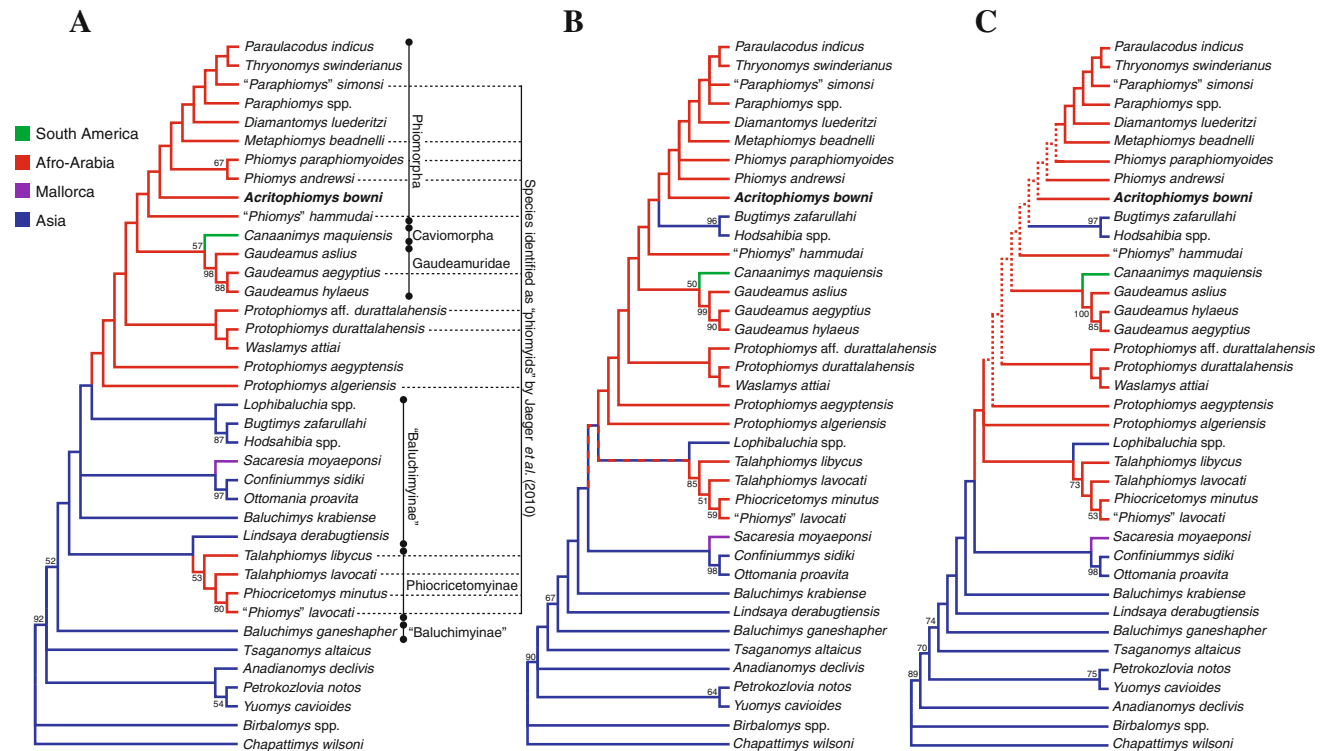 A
B
C
South America
Afro-Arabia
Mallorca
Asia
Paraulacodus indicus
Thryonomys swinderianus
"Paraphiomys" simonsi
Paraphiomys spp.
Diamantomys luederitzi
Metaphiomys beadnelli
67
Phiomys paraphiomyoides
Phiomys andrewsi
Acritophiomys bowni
"Phiomys" hammudai
Canaanimys maquiensis
57
Gaudeamus aslius
98
Gaudeamus aegyptius
88
Gaudeamus hylaeus
Protophiomys aff. durattalahensis
Protophiomys durattalahensis
Waslamys attiai
Protophiomys aegyptensis
Protophiomys algeriensis
Lophibaluchia spp.
Bugtimys zafarullahi
87
Hodsahibia spp.
Sacaresia moyaeponsi
Confiniummys sidiki
97
Ottomania proavita
Baluchimys krabiense
Lindsaya derabugtiensis
52
Talahphiomys libycus
53
Talahphiomys lavocati
Phiocricetomys minutus
80
"Phiomys" lavocati
92
Baluchimys ganeshapher
Tsaganomys altaicus
Anadianomys declivis
Petrokozlovia notos
54
Yuomys cavioides
Birbalomys spp.
Chapattimys wilsoni
Phiomorpha
Caviomorpha
Gaudeamuridae
"Baluchimyinae"
Phiocricetomyinae
"Baluchimyinae"
Species identified as "phiomyids" by Jaeger et al. (2010)
Paraulacodus indicus
Thryonomys swinderianus
"Paraphiomys" simonsi
Paraphiomys spp.
Diamantomys luederitzi
Metaphiomys beadnelli
Phiomys paraphiomyoides
Phiomys andrewsi
Acritophiomys bowni
96
Bugtimys zafarullahi
Hodsahibia spp.
"Phiomys" hammudai
Canaanimys maquiensis
50
Gaudeamus aslius
99
Gaudeamus aegyptius
90
Gaudeamus hylaeus
Protophiomys aff. durattalahensis
Protophiomys durattalahensis
Waslamys attiai
Protophiomys aegyptensis
Protophiomys algeriensis
Lophibaluchia spp.
Talahphiomys libycus
85
Talahphiomys lavocati
51
Phiocricetomys minutus
59
"Phiomys" lavocati
Sacaresia moyaeponsi
Confiniummys sidiki
98
Ottomania proavita
Baluchimys krabiense
Lindsaya derabugtiensis
67
Baluchimys ganeshapher
Tsaganomys altaicus
90
Anadianomys declivis
64
Petrokozlovia notos
Yuomys cavioides
Birbalomys spp.
Chapattimys wilsoni
Paraulacodus indicus
Thryonomys swinderianus
"Paraphiomys" simonsi
Paraphiomys spp.
Diamantomys luederitzi
Metaphiomys beadnelli
Phiomys paraphiomyoides
Phiomys andrewsi
Acritophiomys bowni
97
Bugtimys zafarullahi
Hodsahibia spp.
"Phiomys" hammudai
Canaanimys maquiensis
Gaudeamus aslius
100
Gaudeamus hylaeus
85
Gaudeamus aegyptius
Protophiomys aff. durattalahensis
Protophiomys durattalahensis
Waslamys attiai
Protophiomys aegyptensis
Protophiomys algeriensis
Lophibaluchia spp.
Talahphiomys libycus
73
Talahphiomys lavocati
Phiocricetomys minutus
53
"Phiomys" lavocati
Sacaresia moyaeponsi
Confiniummys sidiki
98
Ottomania proavita
Baluchimys krabiense
Lindsaya derabugtiensis
74
Baluchimys ganeshapher
70
Tsaganomys altaicus
89
75
Petrokozlovia notos
Yuomys cavioides
Anadianomys declivis
Birbalomys spp.
Chapattimys wilsoni